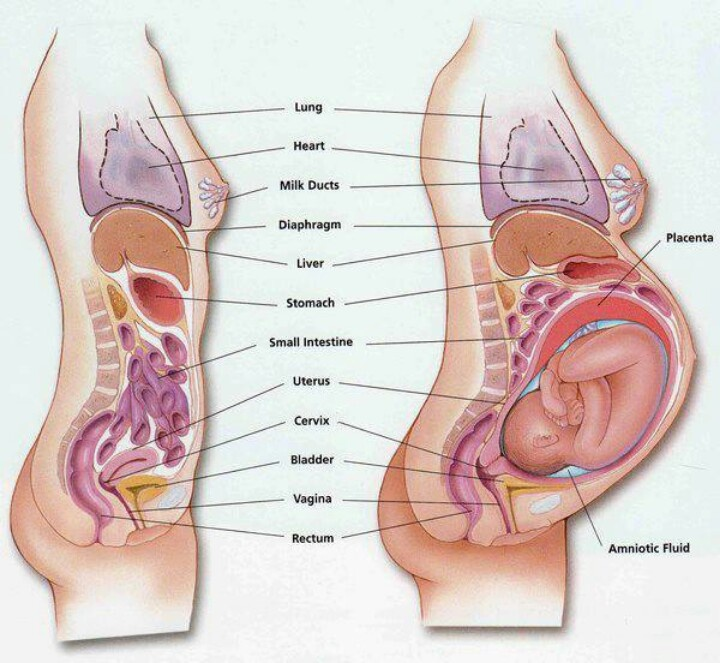 Lung
Heart
Milk Ducts
Diaphragm
Placenta
Liver
Stomach
Small Intestine
Uterus
Cervix
Bladder
Vagina
Rectum
Amniotic Fluid